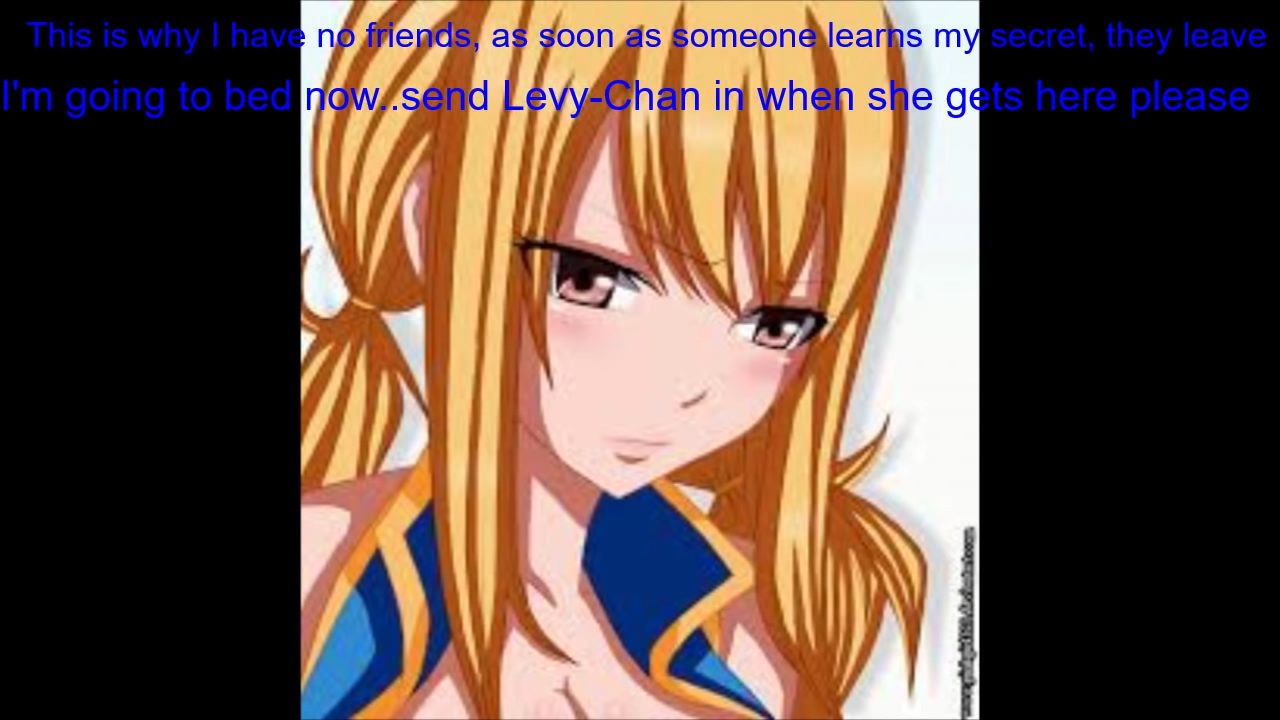 This is why I have no friends, as soon as someone learns my secret, they leave
I'm going to bed now..send Levy-Chan in when she gets here please